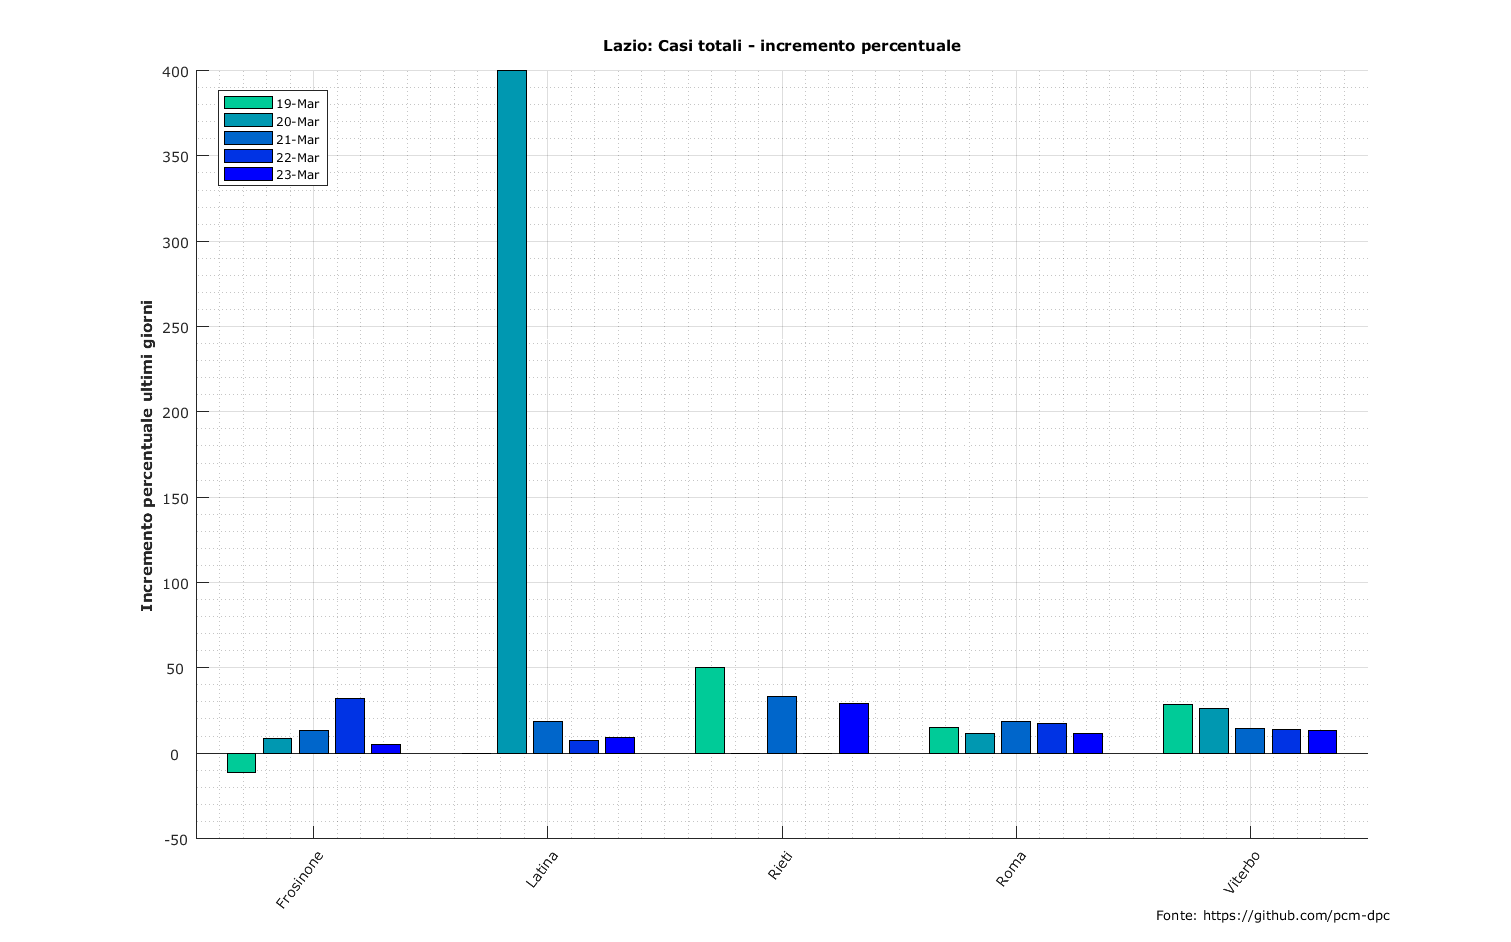 Lazio: Casi totali - incremento percentuale
19-Mar
20-Mar
21-Mar
22-Mar
23-Mar
Incremento percentuale ultimi giorni
400
350
300
250
200
150
100
50
0
-50
Frosinone
Latina
Rieti
Roma
Viterbo
Fonte: https://github.com/pcm-dpc